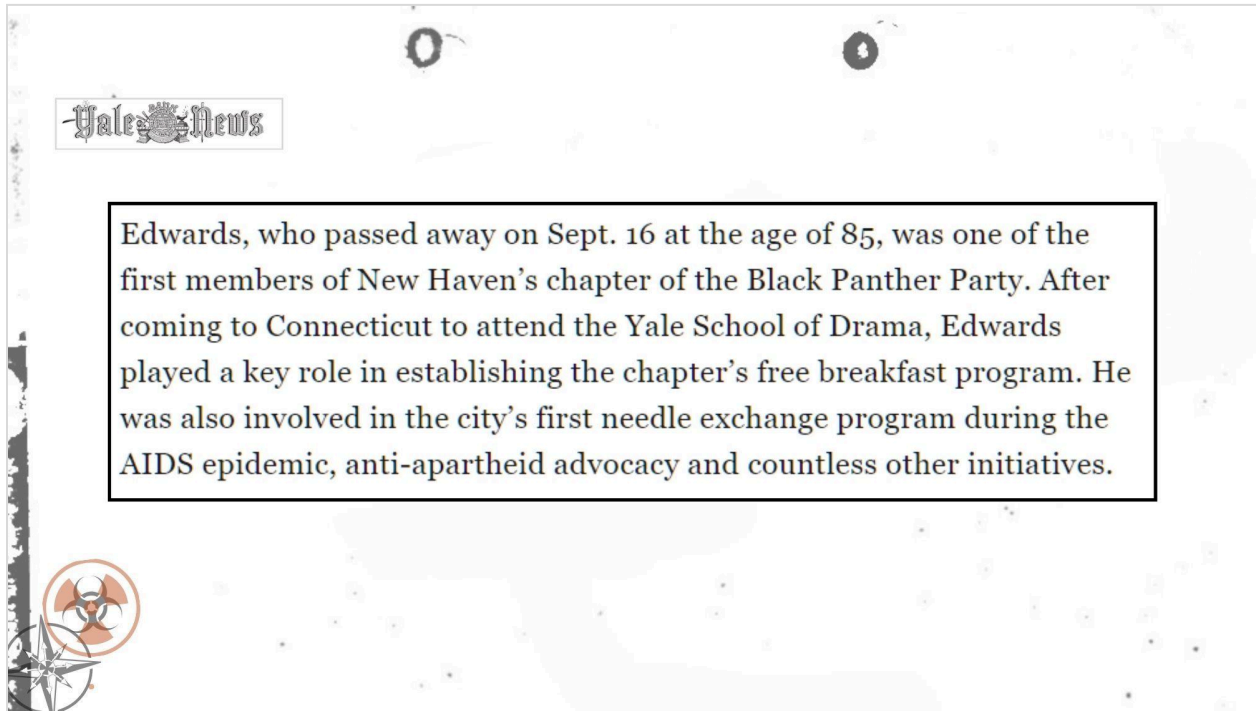 Yale Daily News
Edwards, who passed away on Sept. 16 at the age of 85, was one of the
first members of New Haven’s chapter of the Black Panther Party. After
coming to Connecticut to attend the Yale School of Drama, Edwards
played a key role in establishing the chapter’s free breakfast program. He
was also involved in the city’s first needle exchange program during the
AIDS epidemic, anti-apartheid advocacy and countless other initiatives.